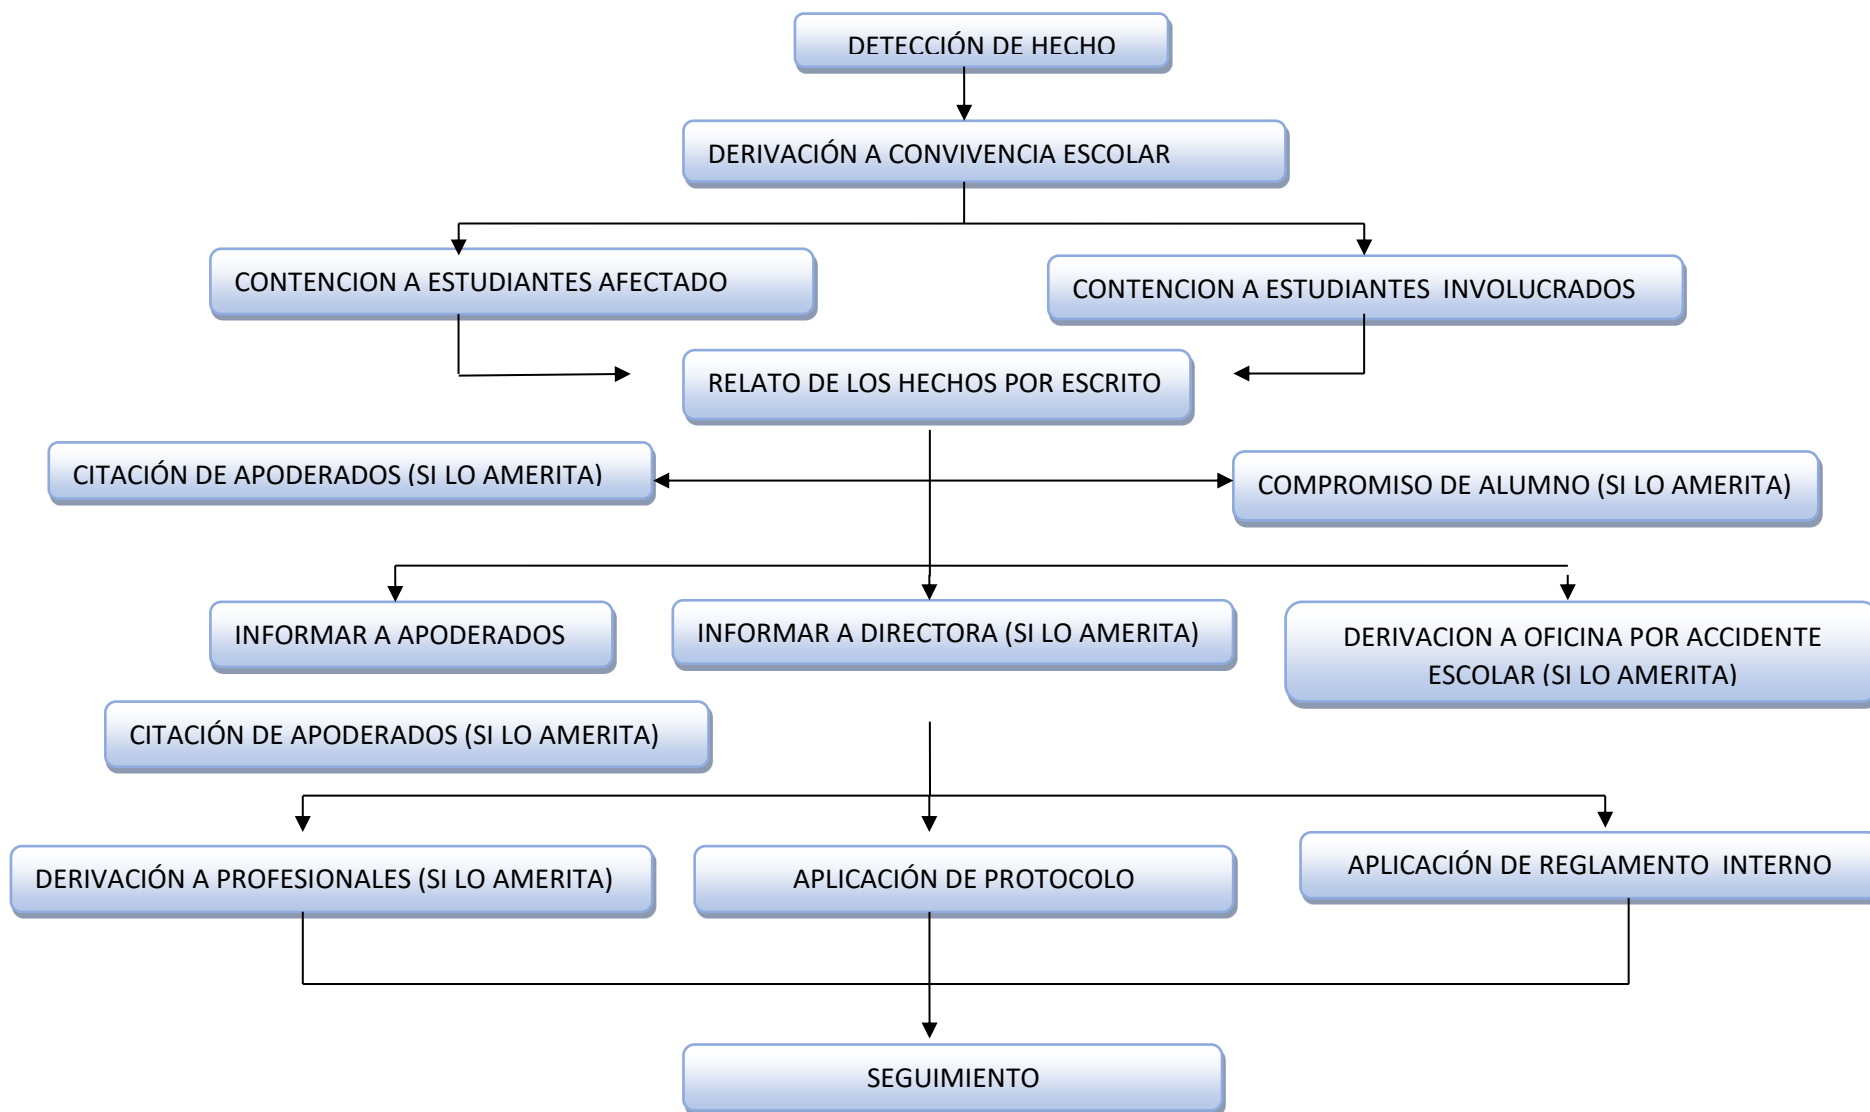 DETECCIÓN DE HECHO
DERIVACIÓN A CONVIVENCIA ESCOLAR
CONTENCION A ESTUDIANTES AFECTADO
CONTENCION A ESTUDIANTES  INVOLUCRADOS
RELATO DE LOS HECHOS POR ESCRITO
CITACIÓN DE APODERADOS (SI LO AMERITA)
COMPROMISO DE ALUMNO (SI LO AMERITA)
INFORMAR A APODERADOS
INFORMAR A DIRECTORA (SI LO AMERITA)
DERIVACION A OFICINA POR ACCIDENTE
ESCOLAR (SI LO AMERITA)
CITACIÓN DE APODERADOS (SI LO AMERITA)
DERIVACIÓN A PROFESIONALES (SI LO AMERITA)
APLICACIÓN DE PROTOCOLO
APLICACIÓN DE REGLAMENTO  INTERNO
SEGUIMIENTO